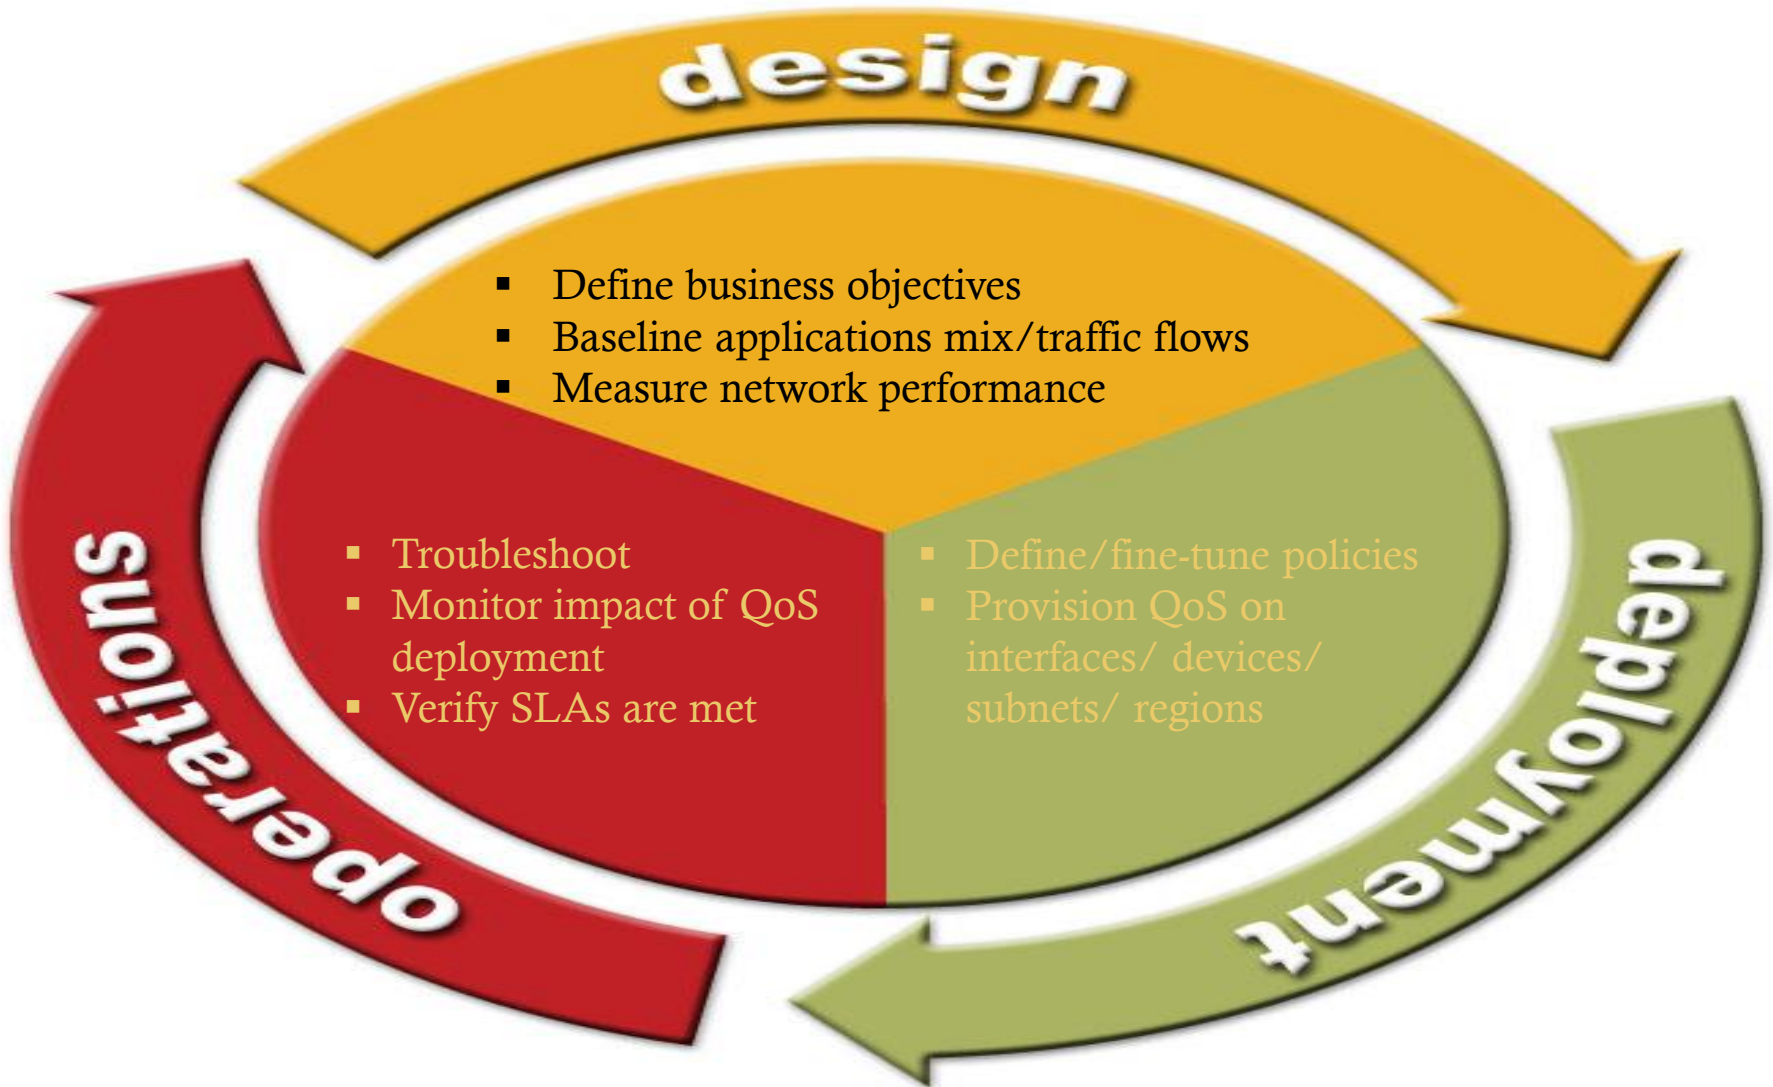 design
▪ Define business objectives
▪ Baseline applications mix/traffic flows
▪ Measure network performance
deployment
▪ Define/fine-tune policies
▪ Provision QoS on
interfaces/ devices/
subnets/ regions
operations
▪ Troubleshoot
▪ Monitor impact of QoS
deployment
▪ Verify SLAs are met